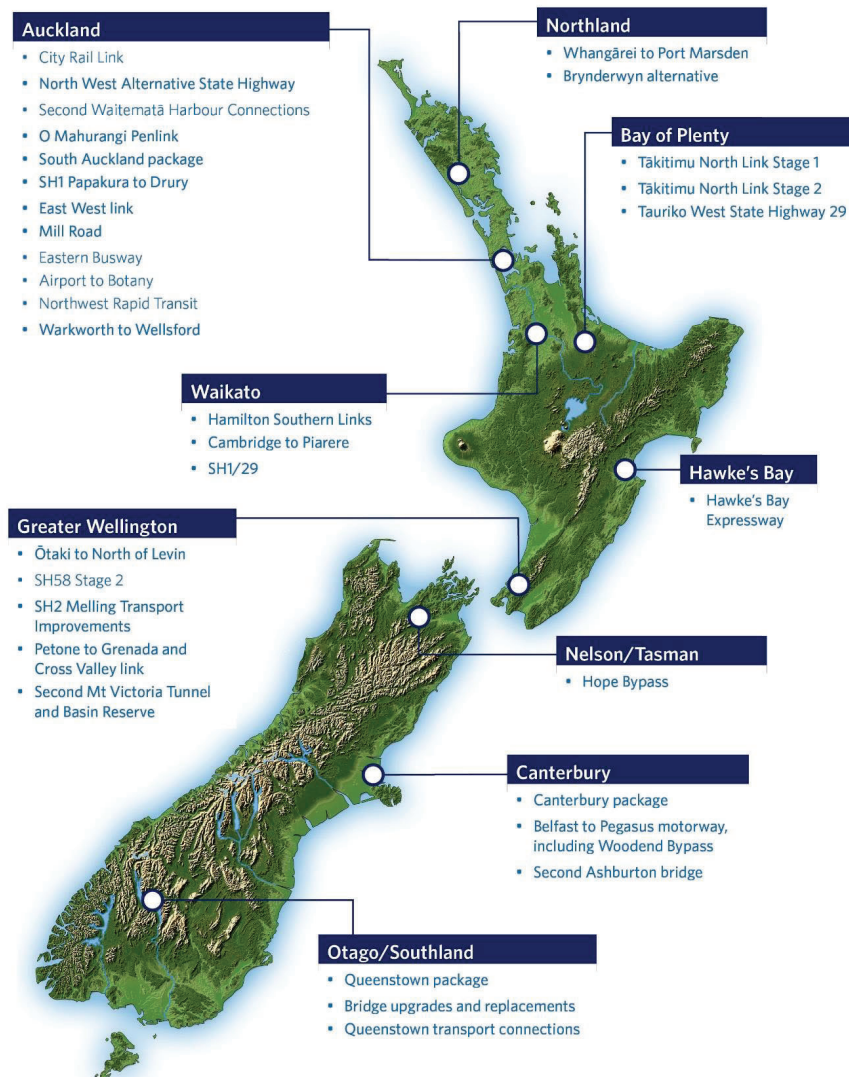 Auckland
▪ City Rail Link
▪ North West Alternative State Highway
▪ Second Waitematā Harbour Connections
▪ O Mahurangi Penlink
▪ South Auckland package
▪ SH1 Papakura to Drury
▪ East West link
▪ Mill Road
▪ Eastern Busway
▪ Airport to Botany
▪ Northwest Rapid Transit
▪ Warkworth to Wellsford
Northland
▪ Whangārei to Port Marsden
▪ Brynderwyn alternative
Bay of Plenty
▪ Tākitimu North Link Stage 1
▪ Tākitimu North Link Stage 2
▪ Tauriko West State Highway 29
Waikato
▪ Hamilton Southern Links
▪ Cambridge to Piarere
▪ SH1/29
Hawke's Bay
▪ Hawke's Bay
Expressway
Greater Wellington
▪ Ōtaki to North of Levin
▪ SH58 Stage 2
▪ SH2 Melling Transport
Improvements
▪ Petone to Grenada and
Cross Valley link
▪ Second Mt Victoria Tunnel
and Basin Reserve
Nelson/Tasman
▪ Hope Bypass
Canterbury
▪ Canterbury package
▪ Belfast to Pegasus motorway,
including Woodend Bypass
▪ Second Ashburton bridge
Otago/Southland
▪ Queenstown package
▪ Bridge upgrades and replacements
▪ Queenstown transport connections